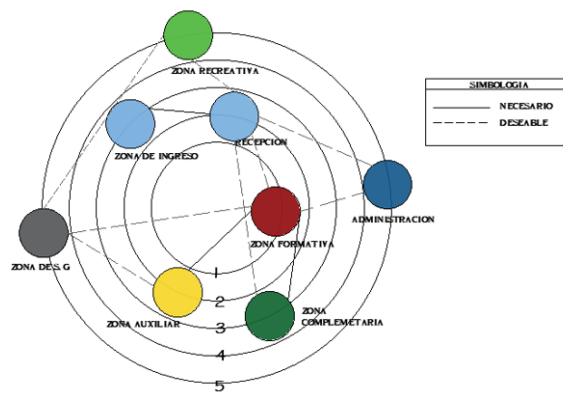 ZONA RECREATIVA
SIMBOLOGIA
NECESARIO
DESEABLE
RECEPCION
ZONA DE INGRESO
ADMINISTRACION
ZONA FORMATIVA
ZONA DE S. G
1
2
ZONA
COMPLEMETARIA
ZONA AUXILIAR
3
4
5